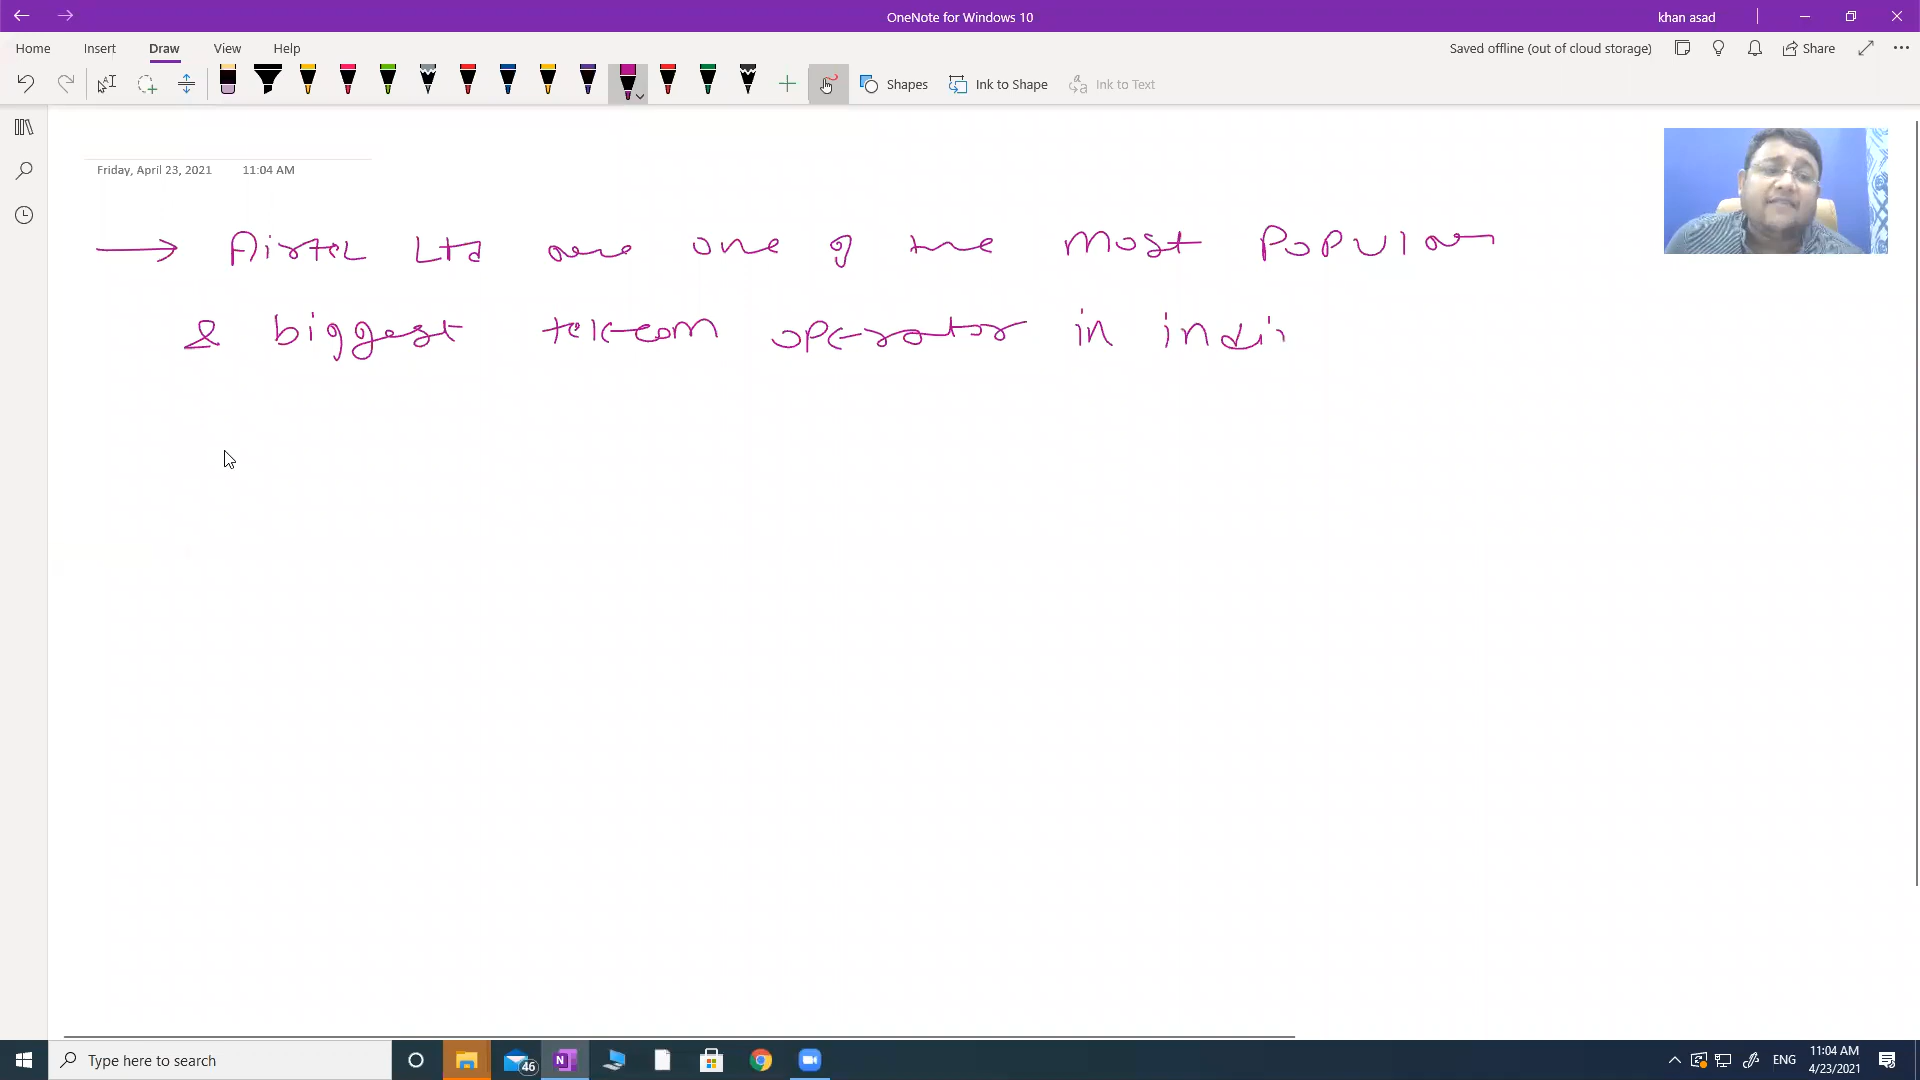 OneNote for Windows 10
khan asad
Home Insert Draw View Help
Saved offline (out of cloud storage)
Share
Shapes
Ink to Shape
Ink to Text
Friday, April 23, 2021 11:04 AM
→ Airtel Ltd are one of the most Popular
& biggest telecom operator in indi
Type here to search
46
ENG
11:04 AM
4/23/2021